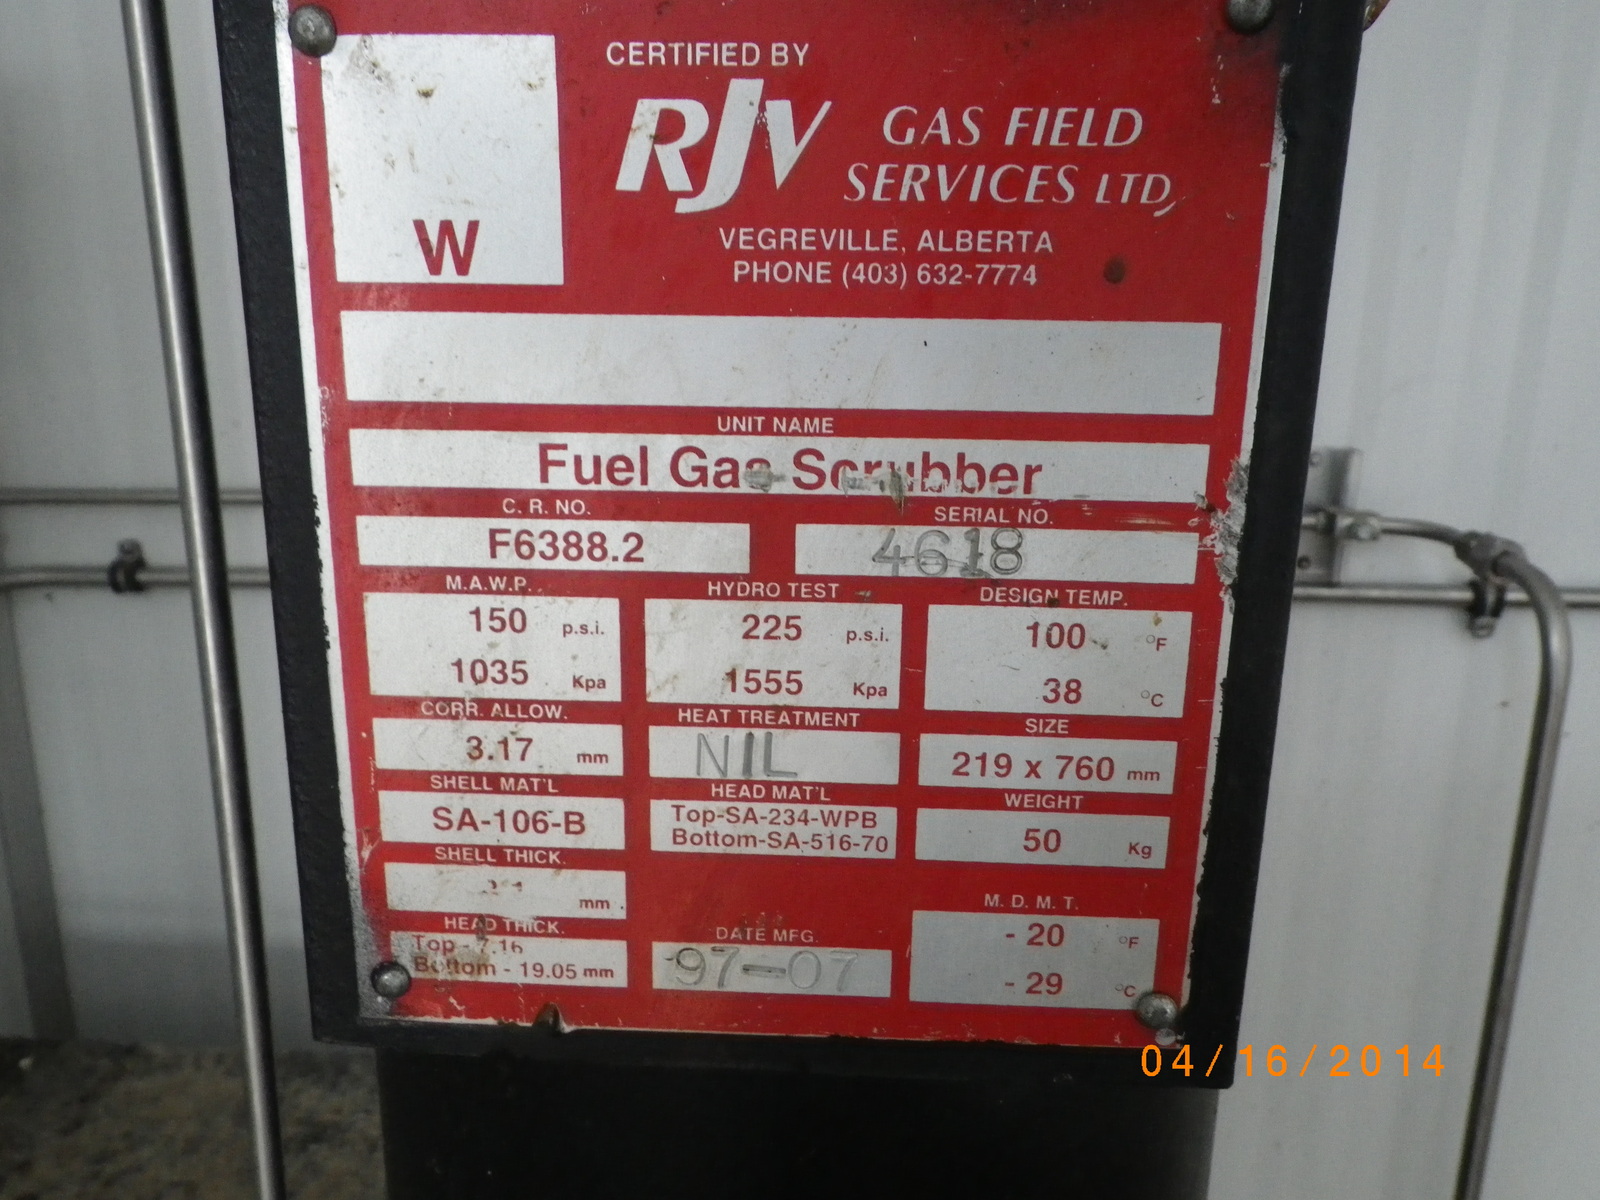 W
CERTIFIED BY
RJV GAS FIELD
SERVICES LTD,
VEGREVILLE, ALBERTA
PHONE (403) 632-7774
UNIT NAME
Fuel Gas Scrubber
C. R. NO.
F6388.2
SERIAL NO.
4618
M.A.W.P.
150 p.s.i.
1035 Kpa
HYDRO TEST
225 p.s.i.
1555 Kpa
DESIGN TEMP.
100 °F
38 °C
CORR. ALLOW.
3.17 mm
HEAT TREATMENT
NIL
SIZE
219 x 760 mm
SHELL MAT'L
SA-106-B
HEAD MAT'L
Top-SA-234-WPB
Bottom-SA-516-70
WEIGHT
50 Kg
SHELL THICK.
mm
HEAD THICK.
Top - 7.16
Bottom - 19.05 mm
DATE MFG.
97-07
M. D. M. T.
- 20 °F
- 29 °C
04/16/2014